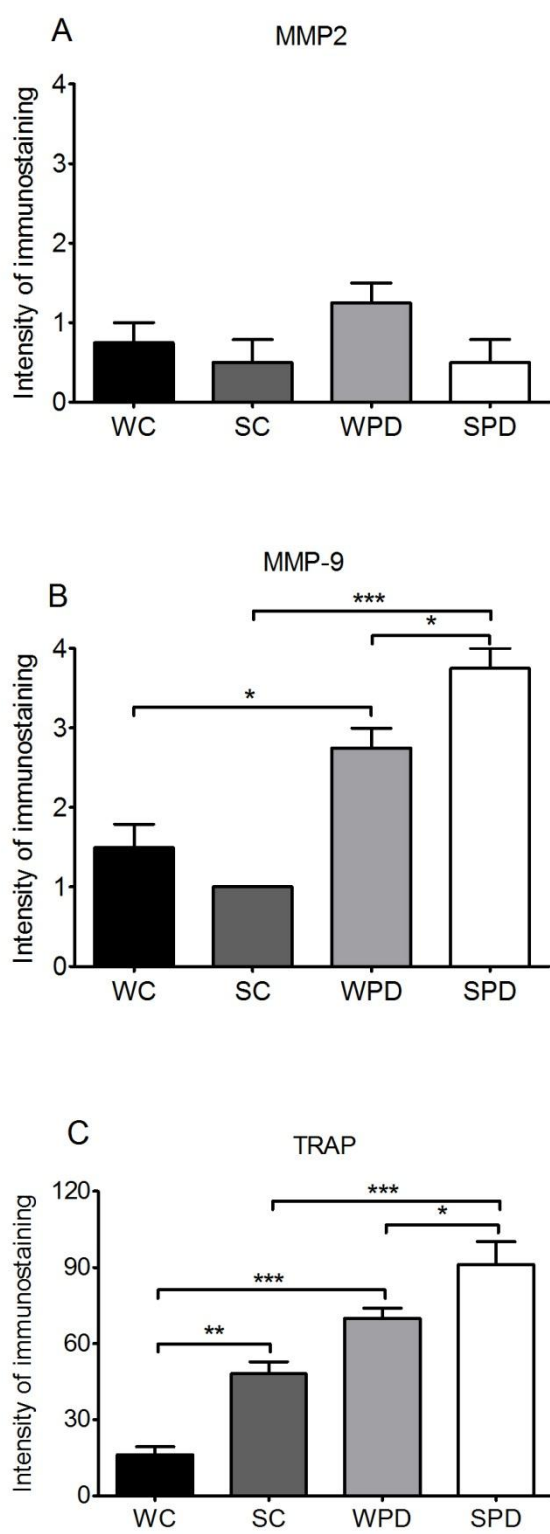 A
MMP2
Intensity of immunostaining
4
3
2
1
0
WC SC WPD SPD
MMP-9
B
***
*
*
Intensity of immunostaining
4
3
2
1
0
WC SC WPD SPD
C
TRAP
***
*
***
**
Intensity of immunostaining
120
90
60
30
0
WC SC WPD SPD